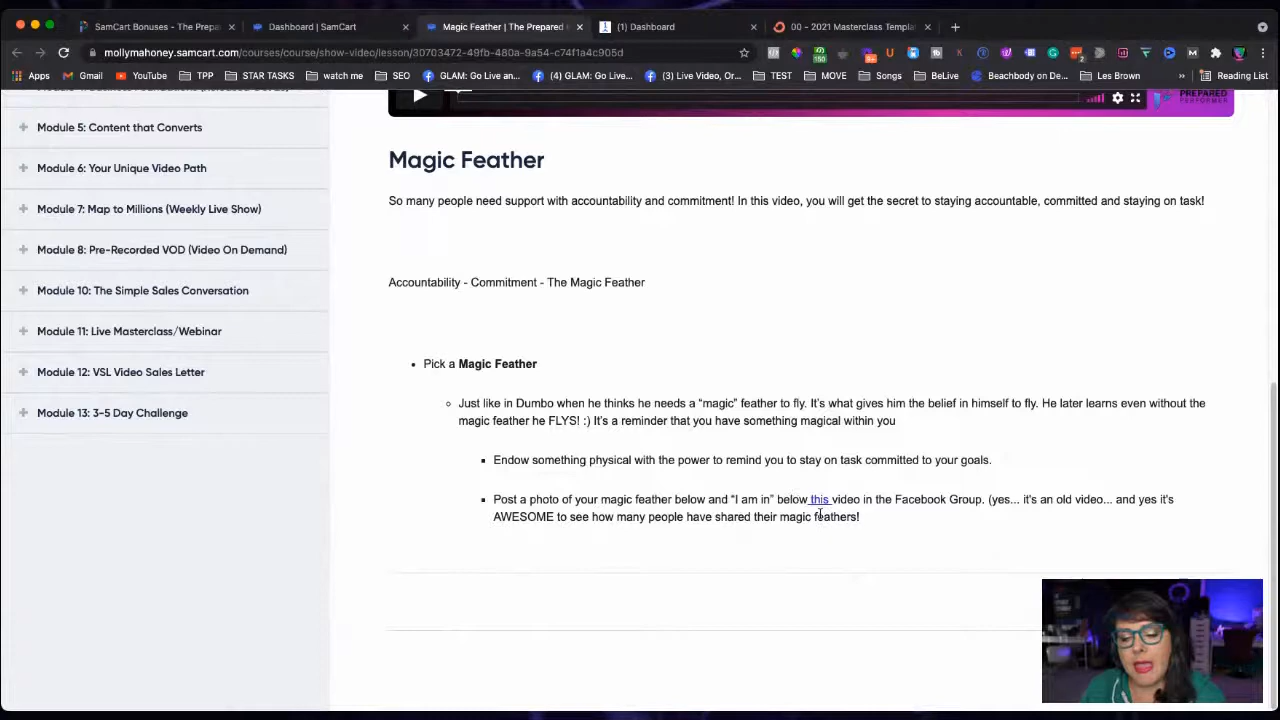 SamCart Bonuses - The Prepar
Dashboard | SamCart
Magic Feather | The Prepared
(1) Dashboard
00 - 2021 Masterclass Templa
mollymahoney.samcart.com/courses/course/show-video/lesson/30703472-49fb-480a-9a54-c74f1a4c905d
Apps
Gmail
YouTube
TPP
STAR TASKS
watch me
SEO
GLAM: Go Live an...
(4) GLAM: Go Live...
(3) Live Video, Or...
TEST
MOVE
Songs
BeLive
Beachbody on De...
Les Brown
»
Reading List
Module 5: Content that Converts
Module 6: Your Unique Video Path
Module 7: Map to Millions (Weekly Live Show)
Module 8: Pre-Recorded VOD (Video On Demand)
Module 10: The Simple Sales Conversation
Module 11: Live Masterclass/Webinar
Module 12: VSL Video Sales Letter
Module 13: 3-5 Day Challenge
PREPARED
PERFORMER
Magic Feather
So many people need support with accountability and commitment! In this video, you will get the secret to staying accountable, committed and staying on task!
Accountability - Commitment - The Magic Feather
• Pick a Magic Feather
Just like in Dumbo when he thinks he needs a “magic” feather to fly. It’s what gives him the belief in himself to fly. He later learns even without the
magic feather he FLYS! :) It’s a reminder that you have something magical within you
Endow something physical with the power to remind you to stay on task committed to your goals.
Post a photo of your magic feather below and “I am in” below this video in the Facebook Group. (yes... it's an old video... and yes it's
AWESOME to see how many people have shared their magic feathers!